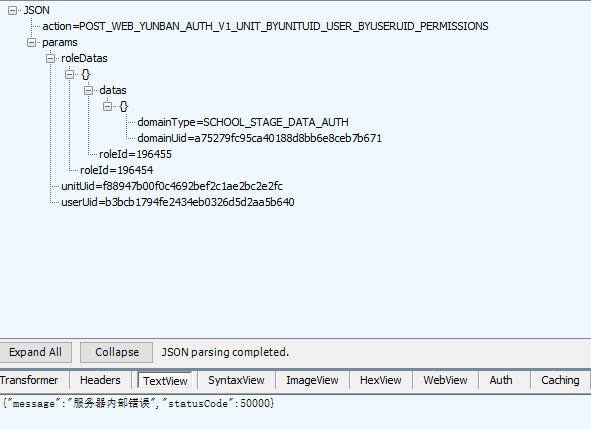 JSON
action=POST_WEB_YUNBAN_AUTH_V1_UNIT_BYUNITUID_USER_BYUSERUID_PERMISSIONS
params
roleDatas
{}
datas
{}
domainType=SCHOOL_STAGE_DATA_AUTH
domainUid=a75279fc95ca40188d8bb6e8ceb7b671
roleId=196455
roleId=196454
unitUid=f88947b00f0c4692bef2c1ae2bc2e2fc
userUid=b3bcb1794fe2434eb0326d5d2aa5b640
Expand All Collapse JSON parsing completed.
Transformer Headers TextView SyntaxView ImageView HexView WebView Auth Caching
{"message":"服务器内部错误","statusCode":50000}